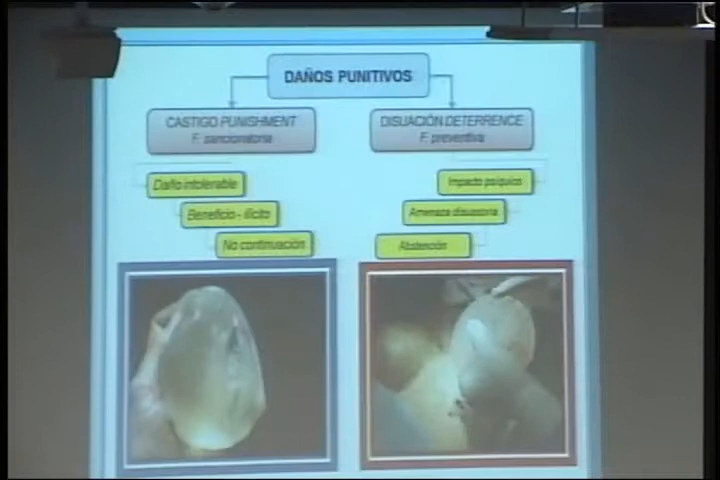 DAÑOS PUNITIVOS
CASTIGO PUNISHMENT
F. sancionatoria
DISUACIÓN DETERRENCE
F. preventiva
Daño intolerable
Beneficio - ilícito
No continuación
Impacto psíquico
Amenaza disuasoria
Abstención